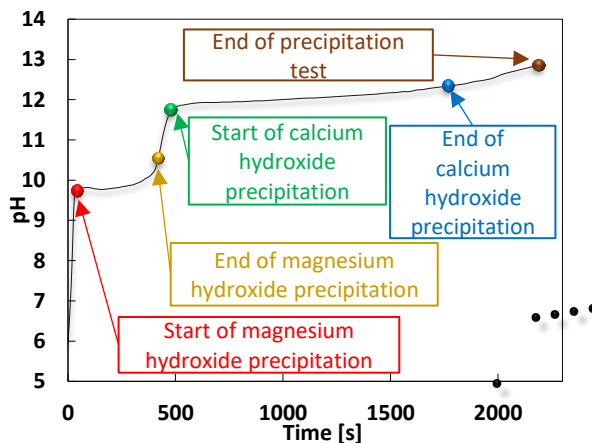 14
13
12
11
10
9
8
7
6
5
pH
End of precipitation
test
Start of calcium
hydroxide
precipitation
End of
calcium
hydroxide
precipitation
End of magnesium
hydroxide precipitation
Start of magnesium
hydroxide precipitation
0
500
1000
1500
2000
Time [s]